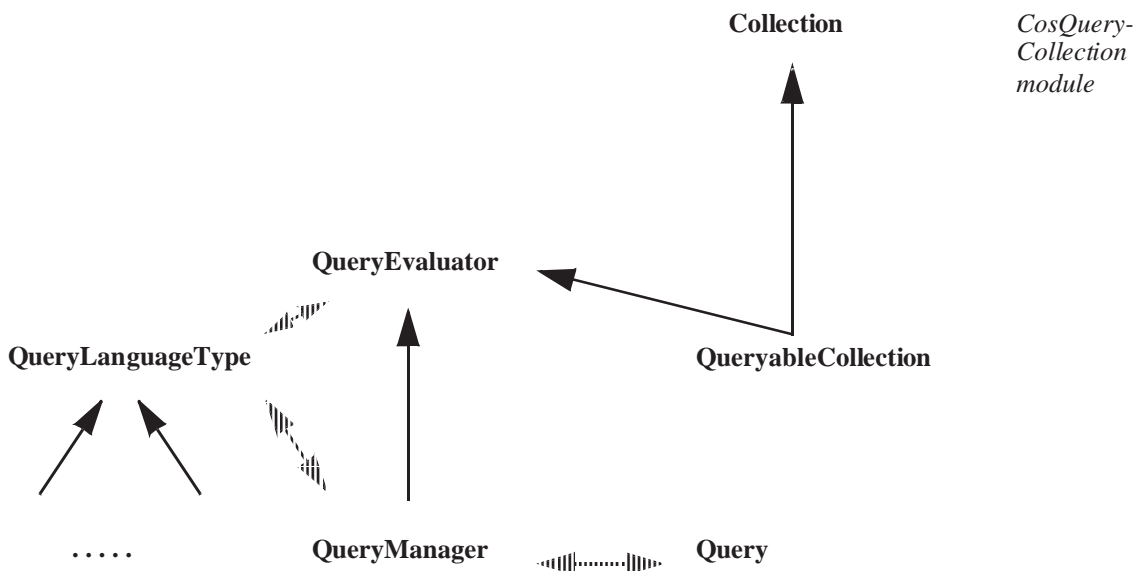 Collection
CosQuery-
Collection
module
QueryEvaluator
QueryLanguageType
QueryableCollection
.....
QueryManager
Query